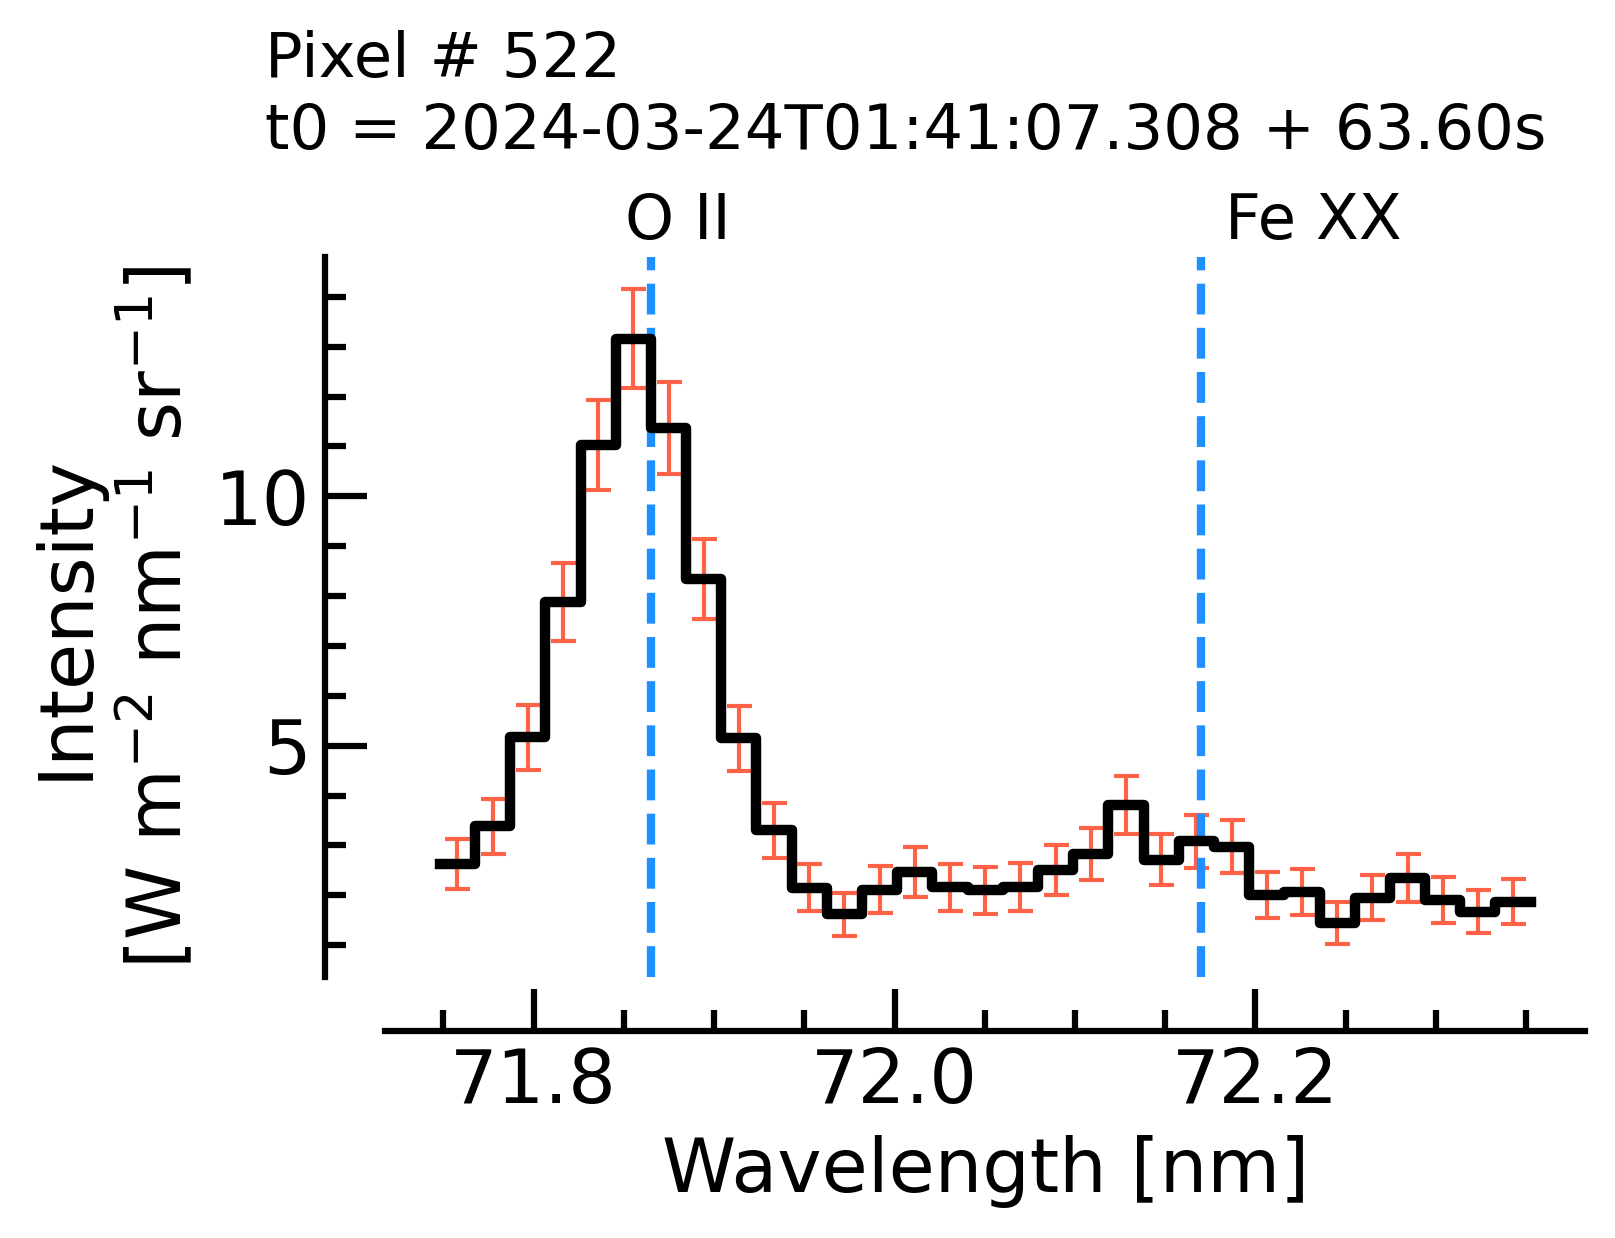 Pixel # 522
t0 = 2024-03-24T01:41:07.308 + 63.60s
O II
Fe XX
Intensity
[W m⁻² nm⁻¹ sr⁻¹]
10
5
71.8
72.0
72.2
Wavelength [nm]